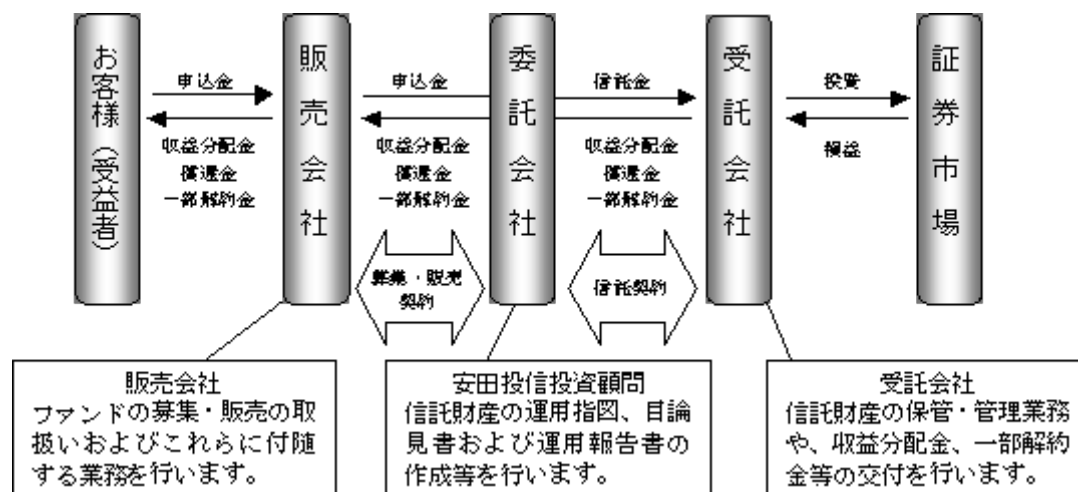 お客様（受益者）
販売会社
委託会社
受託会社
証券市場
申込金
申込金
信託金
投資
収益分配金
償還金
一部解約金
収益分配金
償還金
一部解約金
収益分配金
償還金
一部解約金
損益
募集・販売
契約
信託契約
販売会社
ファンドの募集・販売の取
扱いおよびこれらに付随
する業務を行います。
安田投信投資顧問
信託財産の運用指図、目論
見書および運用報告書の
作成等を行います。
受託会社
信託財産の保管・管理業務
や、収益分配金、一部解約
金等の交付を行います。